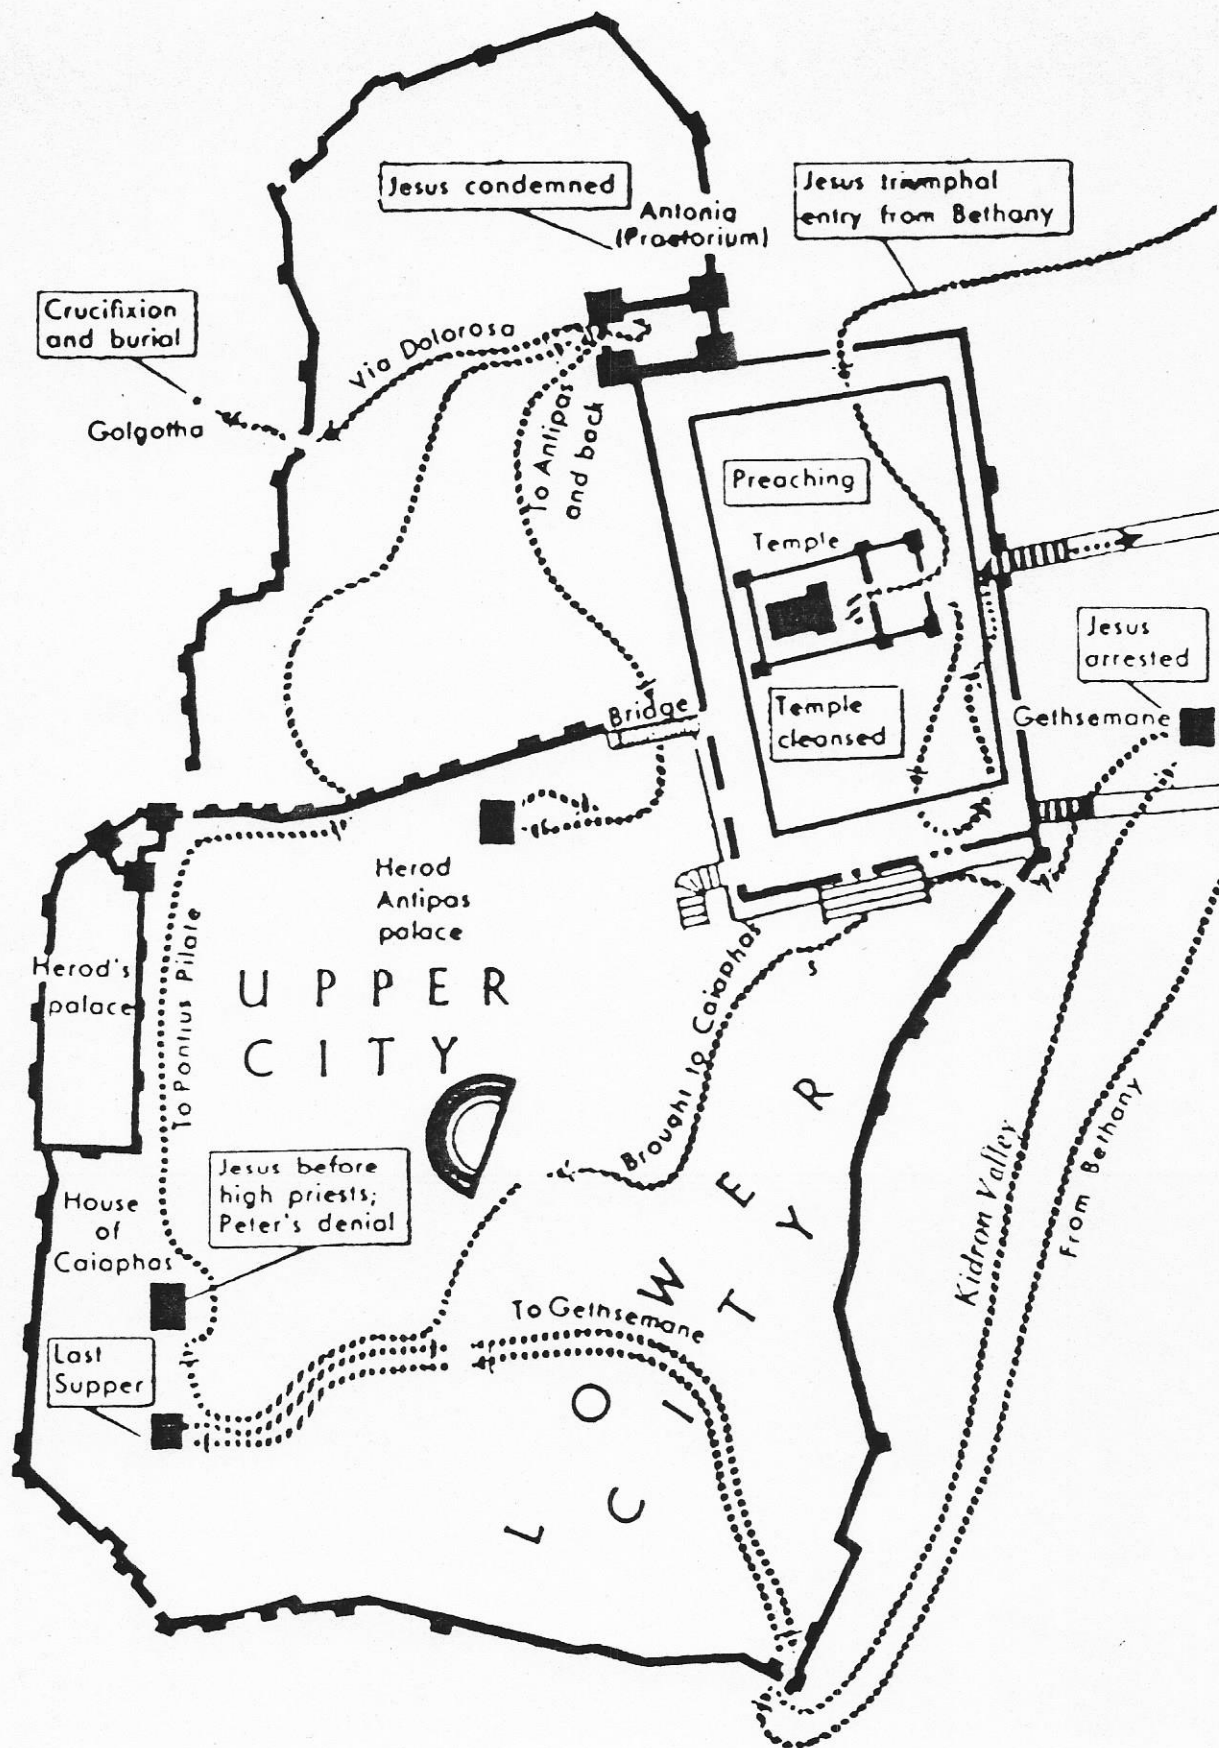 Jesus condemned
Antonia
(Praetorium)
Jesus triumphal
entry from Bethany
Crucifixion
and burial
Via Dolorosa
Golgotha
To Antipas
and back
Preaching
Temple
Jesus
arrested
Temple
cleansed
Gethsemane
Bridge
Herod
Antipas
palace
Herod's
palace
To Pontius Pilate
UPPER
CITY
Brought to Caiaphas
s
Jesus before
high priests;
Peter's denial
House
of
Caiaphas
Last
Supper
To Gethsemane
LOWER
CITY
Kidron Valley
From Bethany